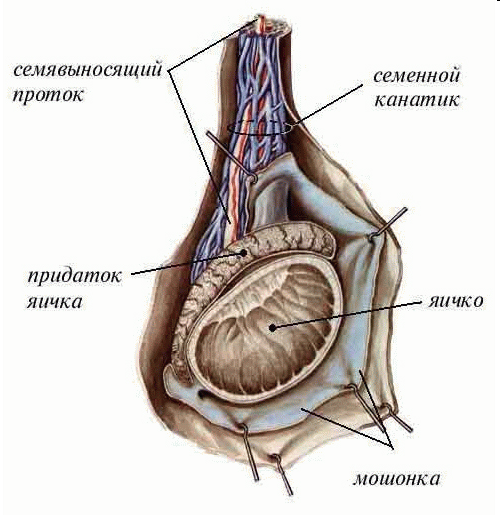 семявыносящий
проток
семенной
канатик
придаток
яичка
яичко
мошонка